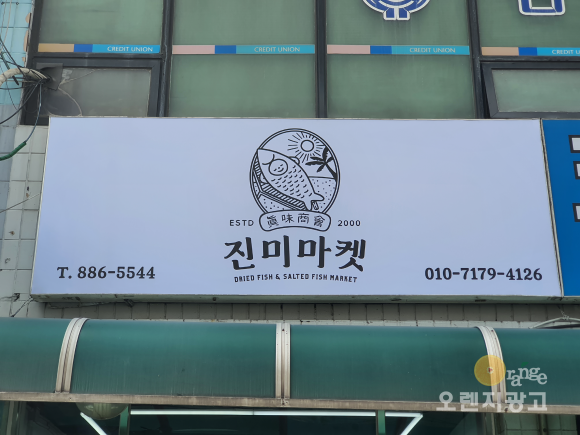 CREDIT UNION
CREDIT UNION
CREDIT UNION
CREDIT UNION
ESTD 眞味商會 2000
진미마켓
DRIED FISH & SALTED FISH MARKET
T. 886-5544
010-7179-4126
Orange
오렌지광고